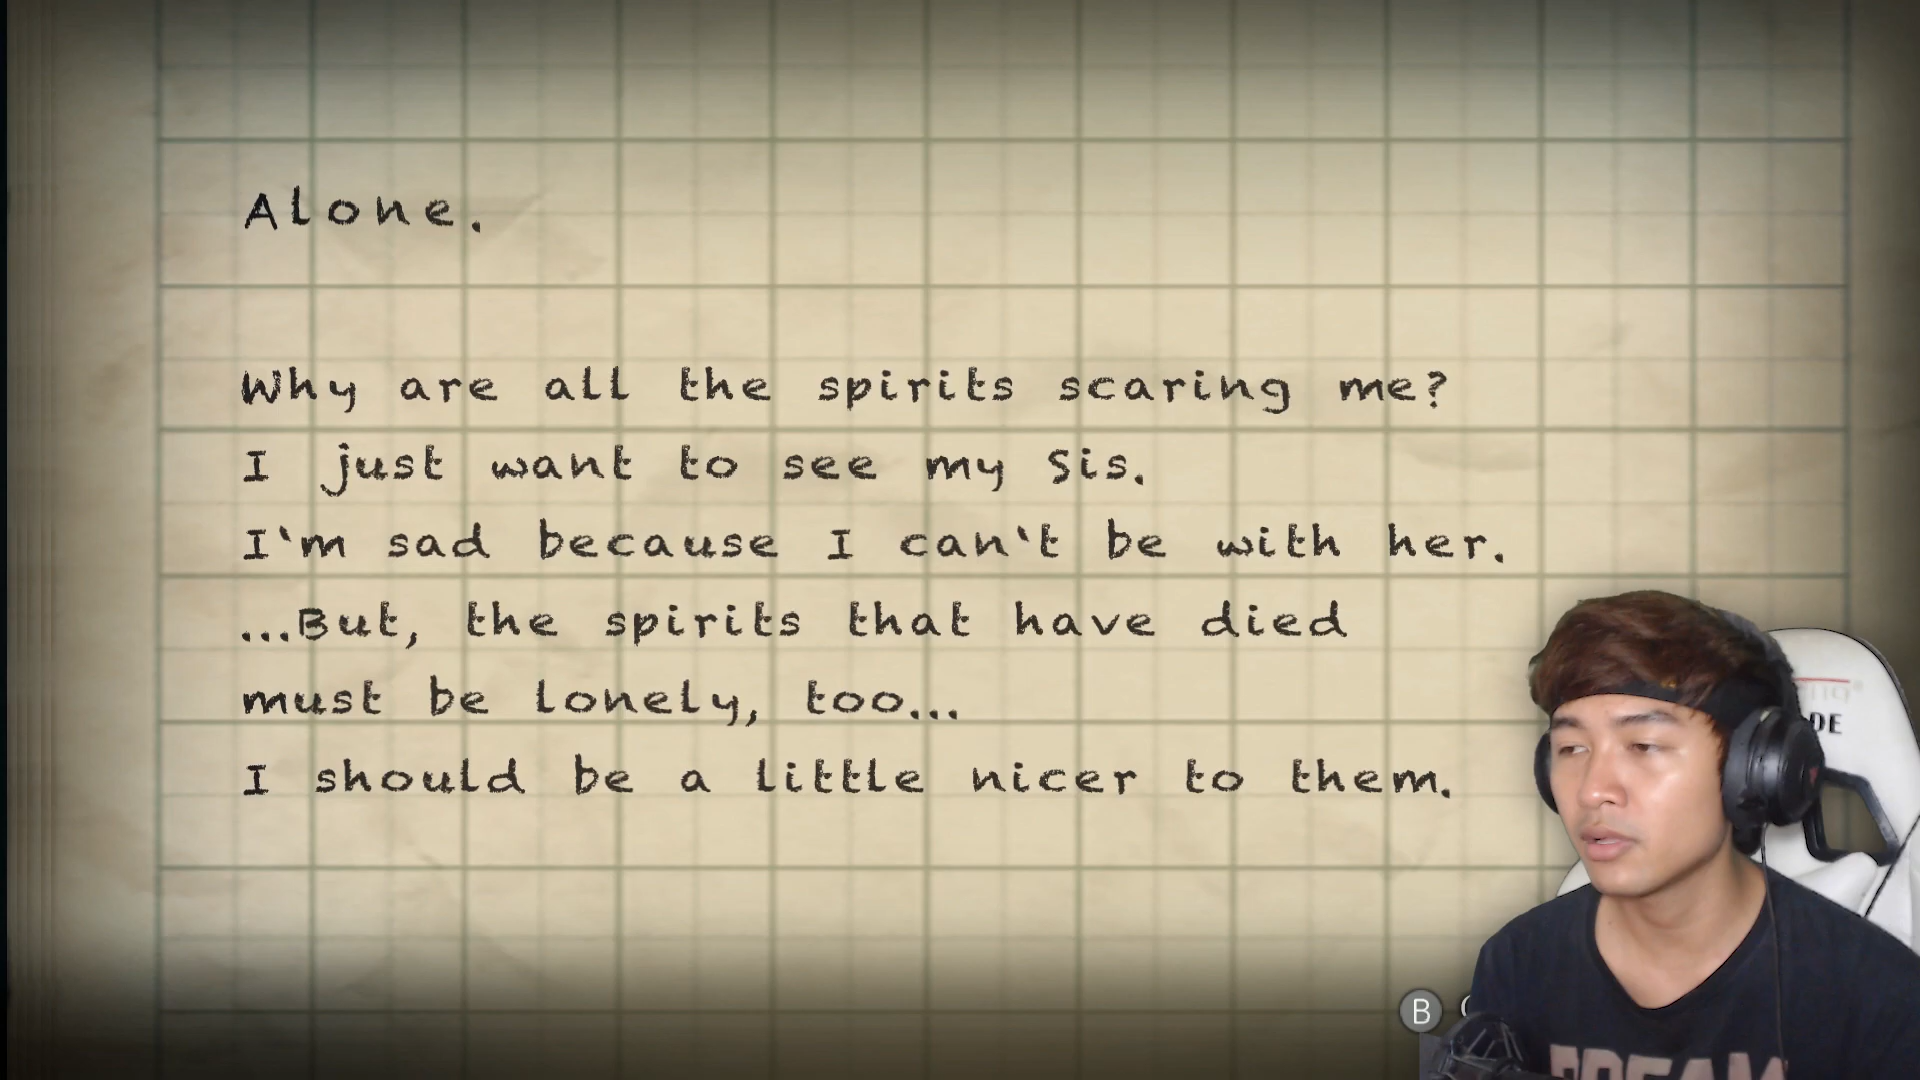 Alone.
Why are all the spirits scaring me?
I just want to see my Sis.
I'm sad because I can't be with her.
...But, the spirits that have died
must be lonely, too...
I should be a little nicer to them.
DE
B